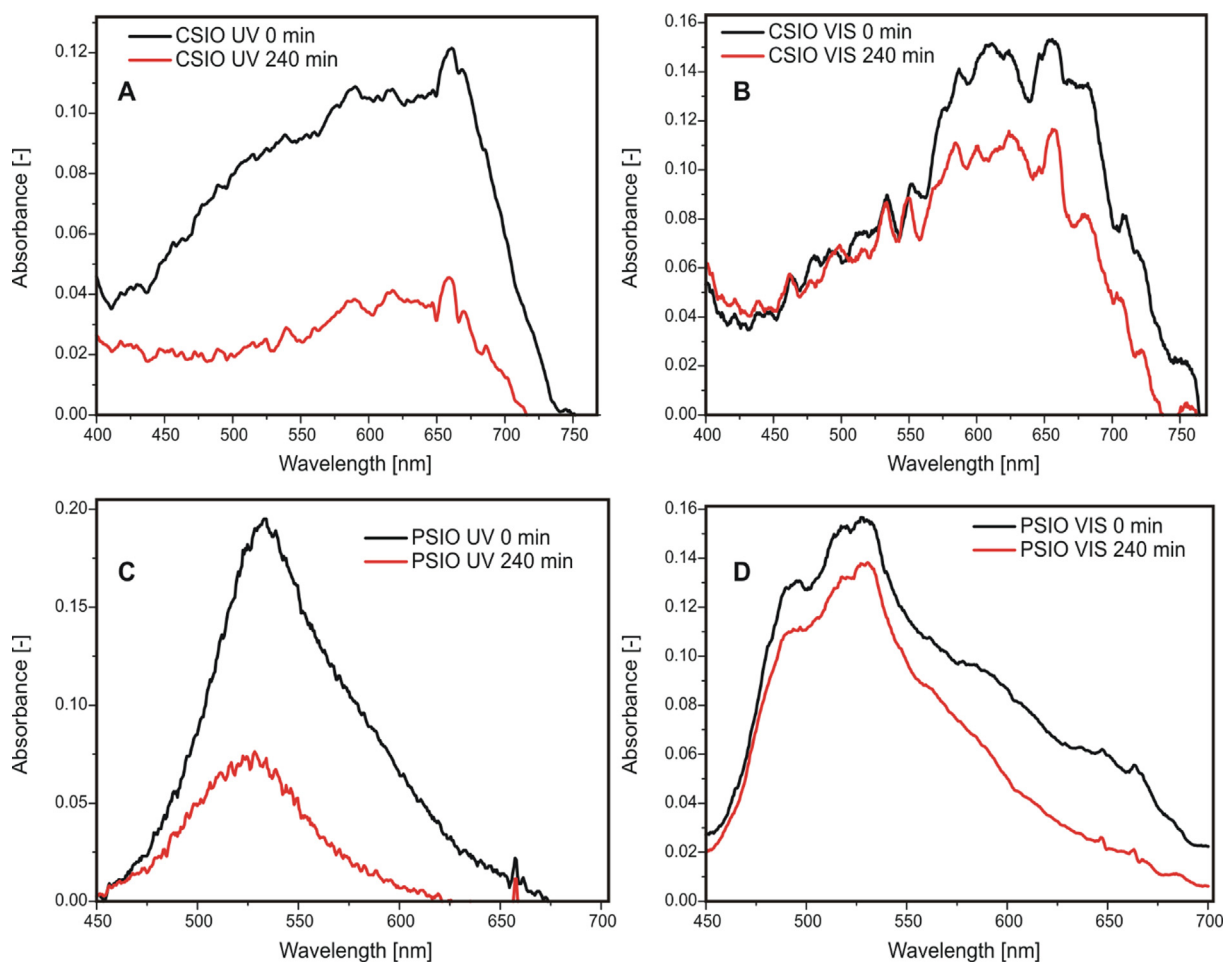 CSIO UV 0 min
CSIO UV 240 min
A
0.12
0.10
0.08
0.06
0.04
0.02
0.00
Absorbance [-]
400 450 500 550 600 650 700 750
Wavelength [nm]
CSIO VIS 0 min
CSIO VIS 240 min
B
0.16
0.14
0.12
0.10
0.08
0.06
0.04
0.02
0.00
Absorbance [-]
400 450 500 550 600 650 700 750
Wavelength [nm]
PSIO UV 0 min
PSIO UV 240 min
C
0.20
0.15
0.10
0.05
0.00
Absorbance [-]
450 500 550 600 650 700
Wavelength [nm]
PSIO VIS 0 min
PSIO VIS 240 min
D
0.16
0.14
0.12
0.10
0.08
0.06
0.04
0.02
0.00
Absorbance [-]
450 500 550 600 650 700
Wavelength [nm]